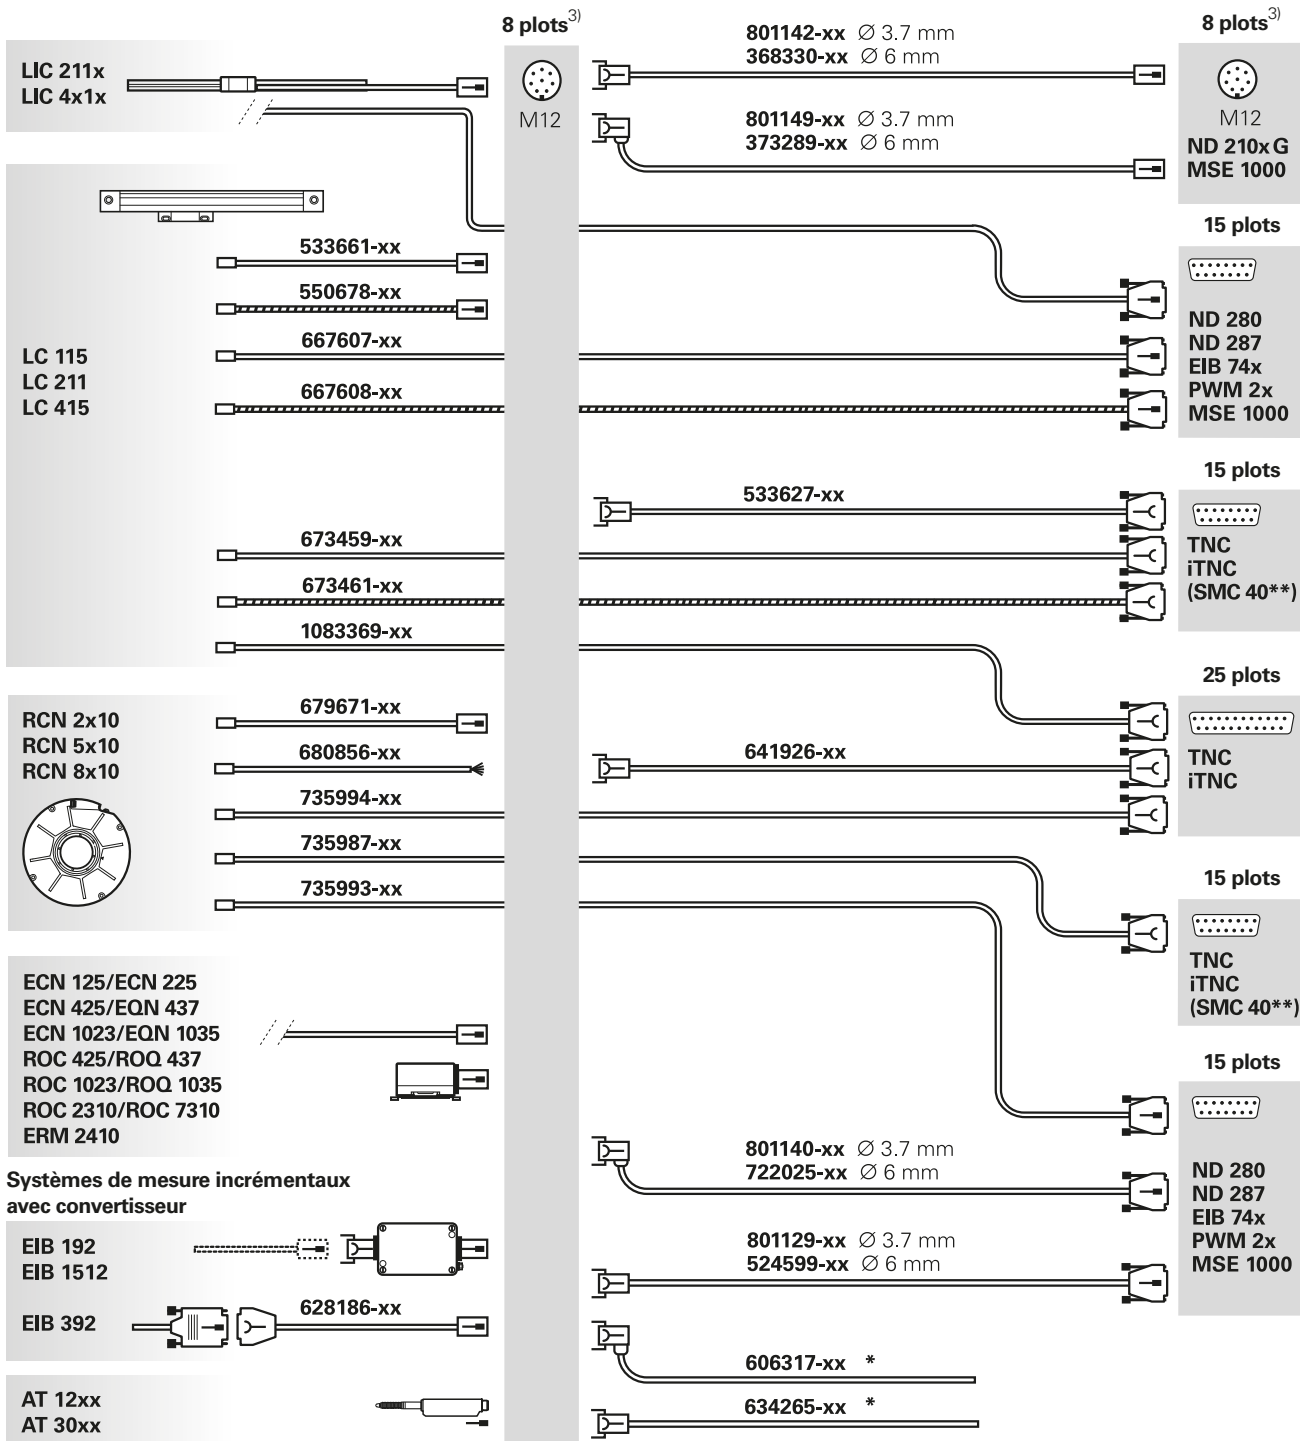 8 plots3)
8 plots3)
801142-xx Ø 3.7 mm
368330-xx Ø 6 mm
LIC 211x
LIC 4x1x
M12
M12
801149-xx Ø 3.7 mm
373289-xx Ø 6 mm
ND 210x G
MSE 1000
15 plots
533661-xx
550678-xx
667607-xx
667608-xx
LC 115
LC 211
LC 415
ND 280
ND 287
EIB 74x
PWM 2x
MSE 1000
15 plots
533627-xx
673459-xx
673461-xx
1083369-xx
TNC
iTNC
(SMC 40**)
25 plots
RCN 2x10
RCN 5x10
RCN 8x10
679671-xx
680856-xx
641926-xx
735994-xx
735987-xx
735993-xx
TNC
iTNC
15 plots
TNC
iTNC
(SMC 40**)
ECN 125/ECN 225
ECN 425/EQN 437
ECN 1023/EQN 1035
ROC 425/ROQ 437
ROC 1023/ROQ 1035
ROC 2310/ROC 7310
ERM 2410
15 plots
801140-xx Ø 3.7 mm
722025-xx Ø 6 mm
ND 280
ND 287
EIB 74x
PWM 2x
MSE 1000
Systèmes de mesure incrémentaux
avec convertisseur
EIB 192
EIB 1512
801129-xx Ø 3.7 mm
524599-xx Ø 6 mm
EIB 392
628186-xx
606317-xx *
AT 12xx
AT 30xx
634265-xx *